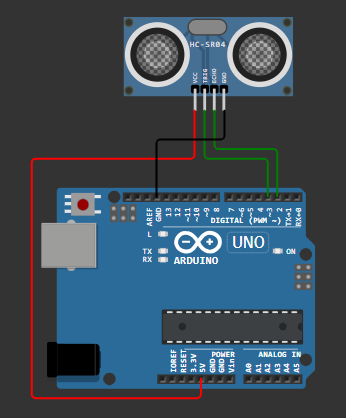 HC-SR04
VCC
TRIG
ECHO
GND
AREF
GND
13
12
~11
~10
~9
8
7
~6
~5
4
~3
2
TX→1
RX←0
DIGITAL (PWM ~)
L
TX
RX
UNO
ON
ARDUINO
IOREF
RESET
3.3V
5V
GND
GND
Vin
POWER
ANALOG IN
A0
A1
A2
A3
A4
A5